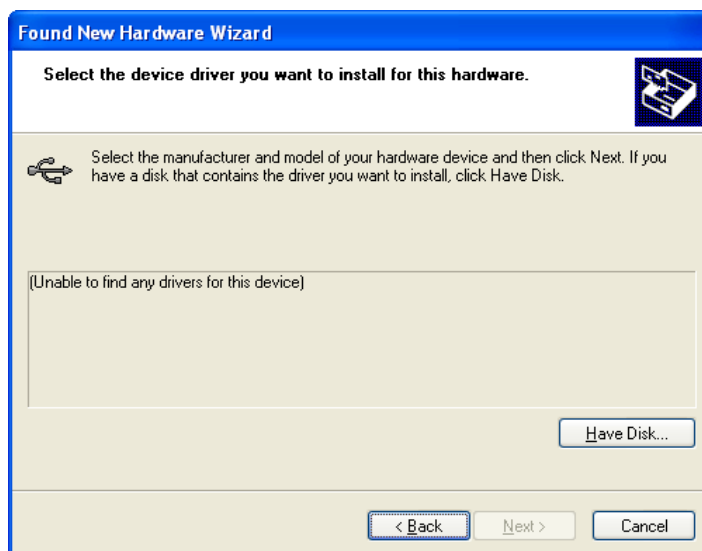 Found New Hardware Wizard
Select the device driver you want to install for this hardware.
Select the manufacturer and model of your hardware device and then click Next. If you
have a disk that contains the driver you want to install, click Have Disk.
(Unable to find any drivers for this device)
Have Disk...
< Back
Next >
Cancel